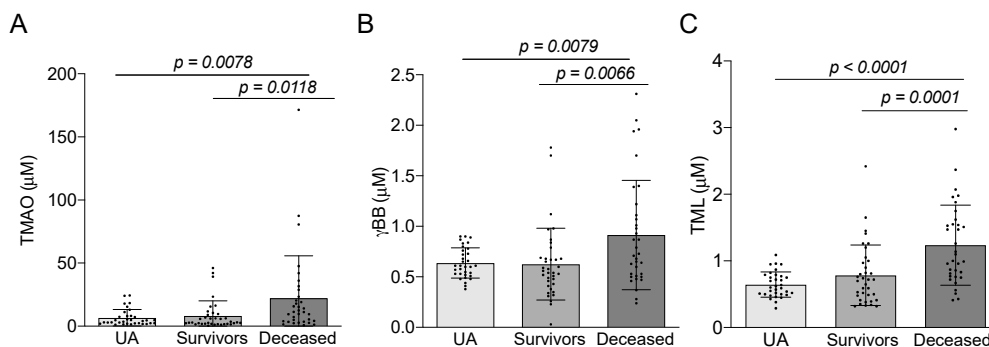 A
p = 0.0078
p = 0.0118
TMAO (μM)
200
150
100
50
0
UA Survivors Deceased
B
p = 0.0079
p = 0.0066
γBB (μM)
2.5
2.0
1.5
1.0
0.5
0.0
UA Survivors Deceased
C
p < 0.0001
p = 0.0001
TML (μM)
4
3
2
1
0
UA Survivors Deceased